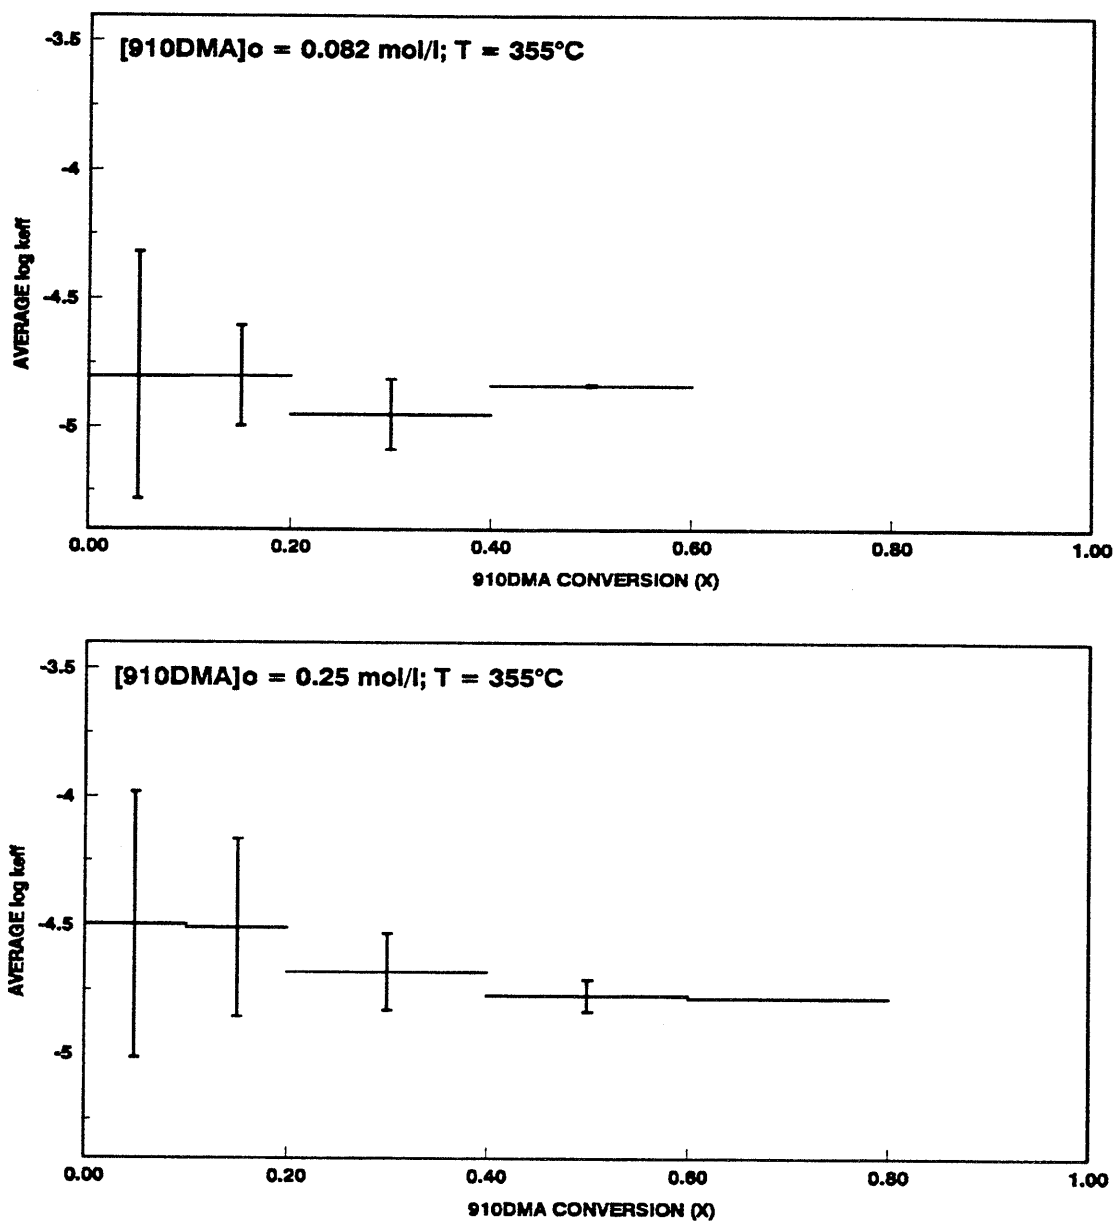 [910DMA]o = 0.082 mol/l; T = 355°C
-3.5
-4
-4.5
-5
AVERAGE log keff
0.00 0.20 0.40 0.60 0.80 1.00
910DMA CONVERSION (X)
[910DMA]o = 0.25 mol/l; T = 355°C
-3.5
-4
-4.5
-5
AVERAGE log keff
0.00 0.20 0.40 0.60 0.80 1.00
910DMA CONVERSION (X)